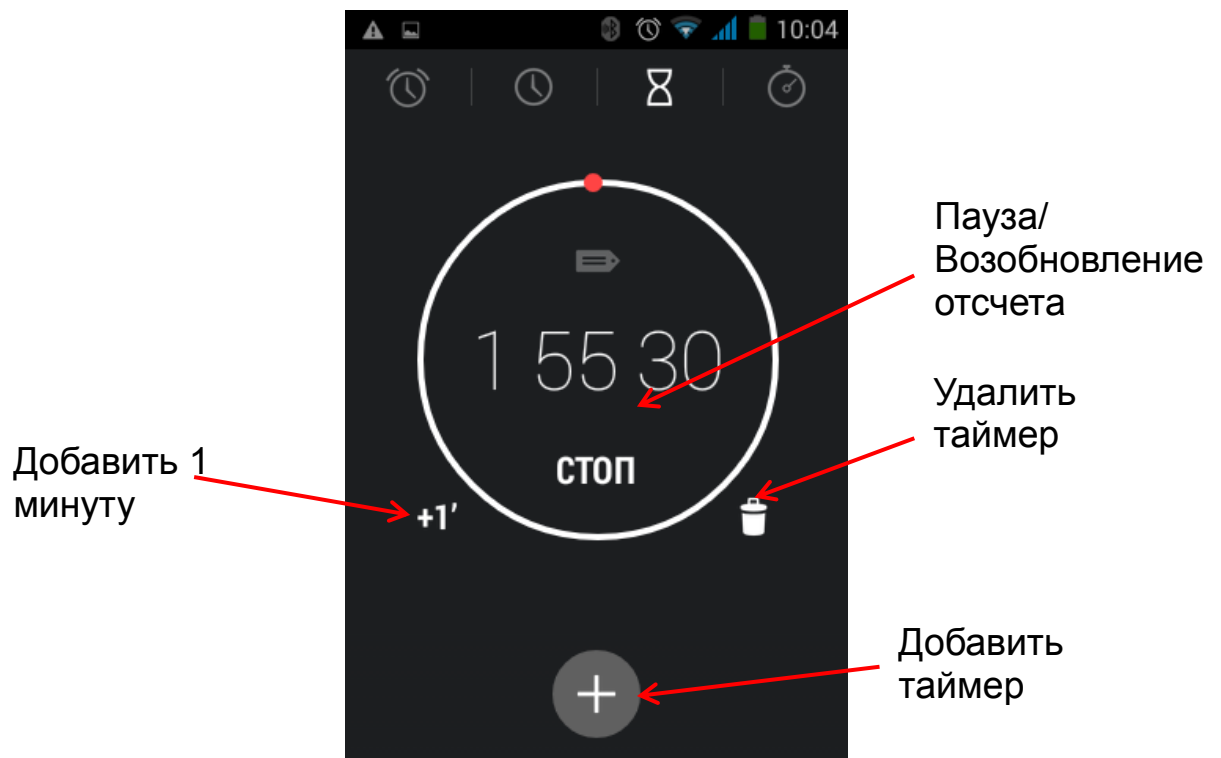 10:04
Пауза/
Возобновление
отсчета
1 55 30
Удалить
таймер
Добавить 1
минуту
СТОП
+1′
Добавить
таймер